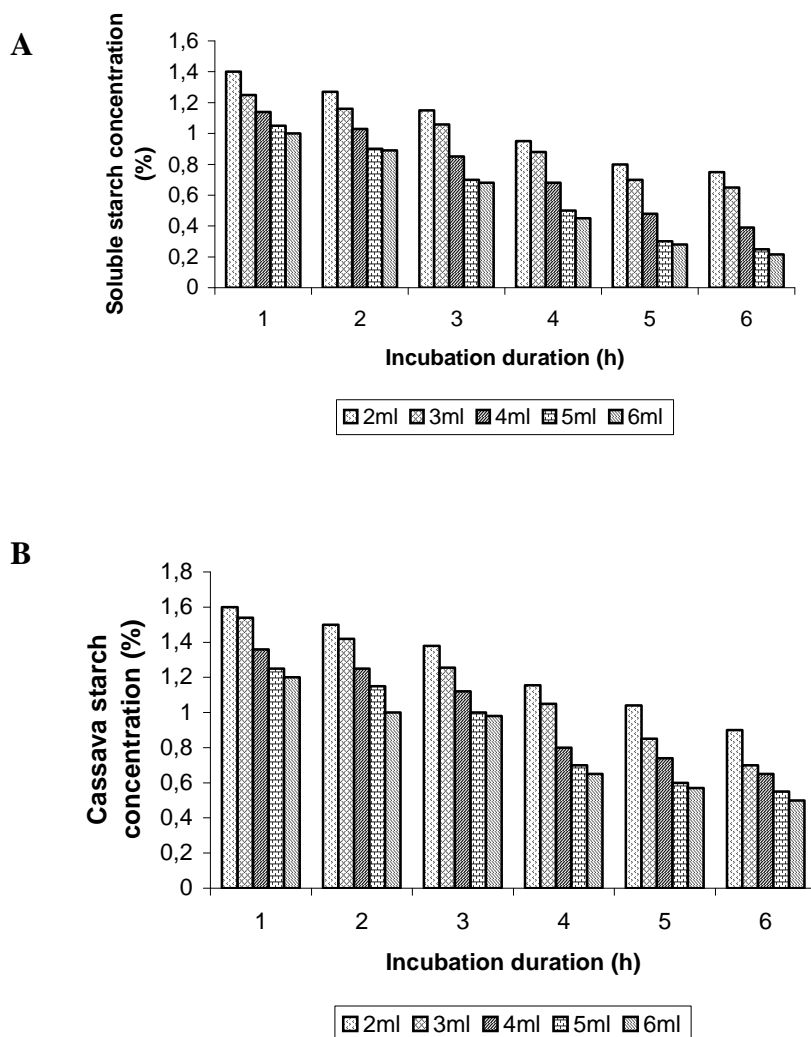 A
Soluble starch concentration
(%)
1,6
1,4
1,2
1
0,8
0,6
0,4
0,2
0
1 2 3 4 5 6
Incubation duration (h)
2ml 3ml 4ml 5ml 6ml
B
Cassava starch
concentration (%)
1,8
1,6
1,4
1,2
1
0,8
0,6
0,4
0,2
0
1 2 3 4 5 6
Incubation duration (h)
2ml 3ml 4ml 5ml 6ml